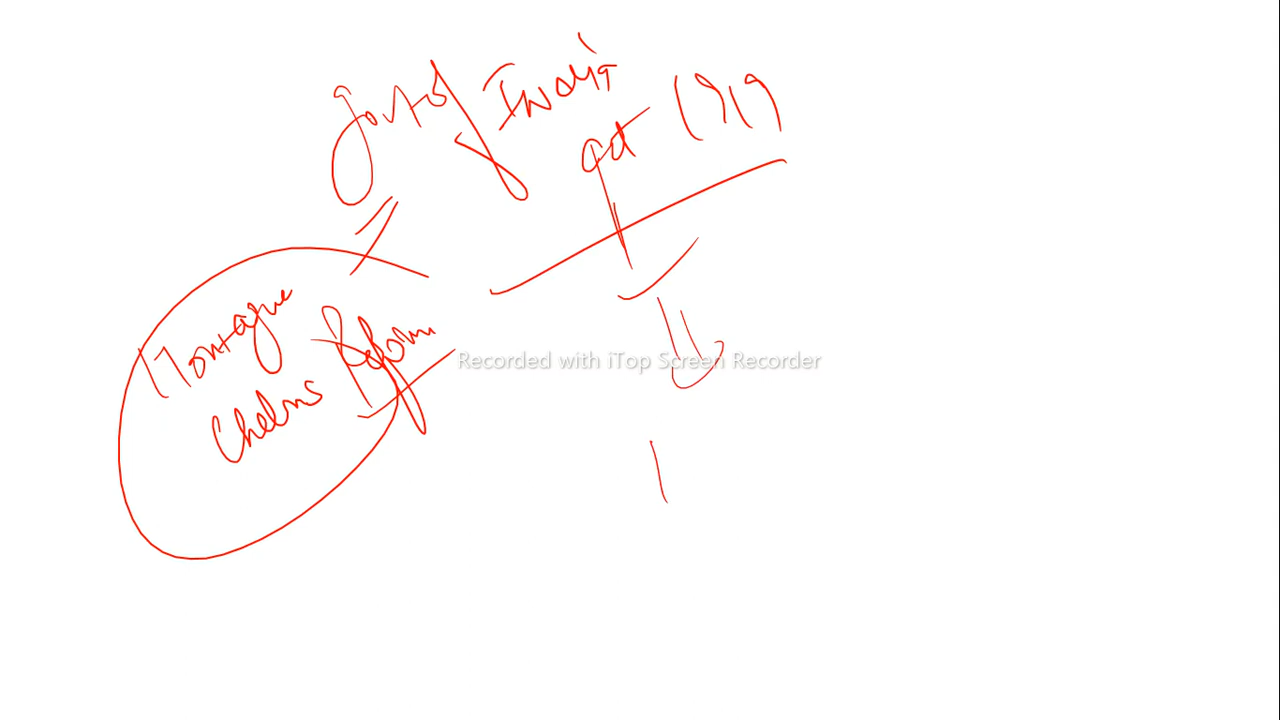 Govt of India
act 1919
Montague
Chelms Reform
Recorded with iTop Screen Recorder